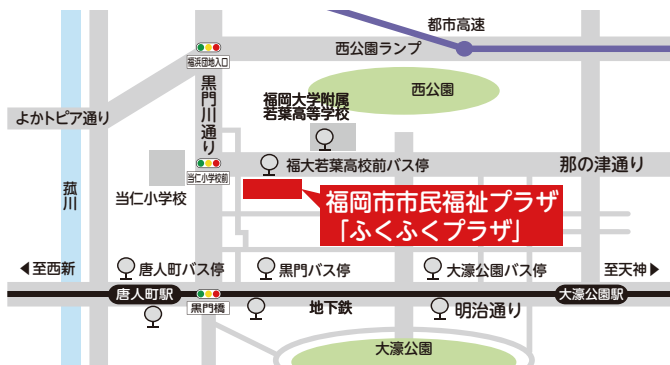 都市高速
西公園ランプ
福浜団地入口
黒門川通り
福岡大学附属
若葉高等学校
西公園
よかトピア通り
福大若葉高校前バス停
那の津通り
当仁小学校前
当仁小学校
菰川
福岡市市民福祉プラザ
「ふくふくプラザ」
◀至西新
唐人町バス停
黒門バス停
大濠公園バス停
至天神▶
唐人町駅
大濠公園駅
黒門橋
地下鉄
明治通り
大濠公園